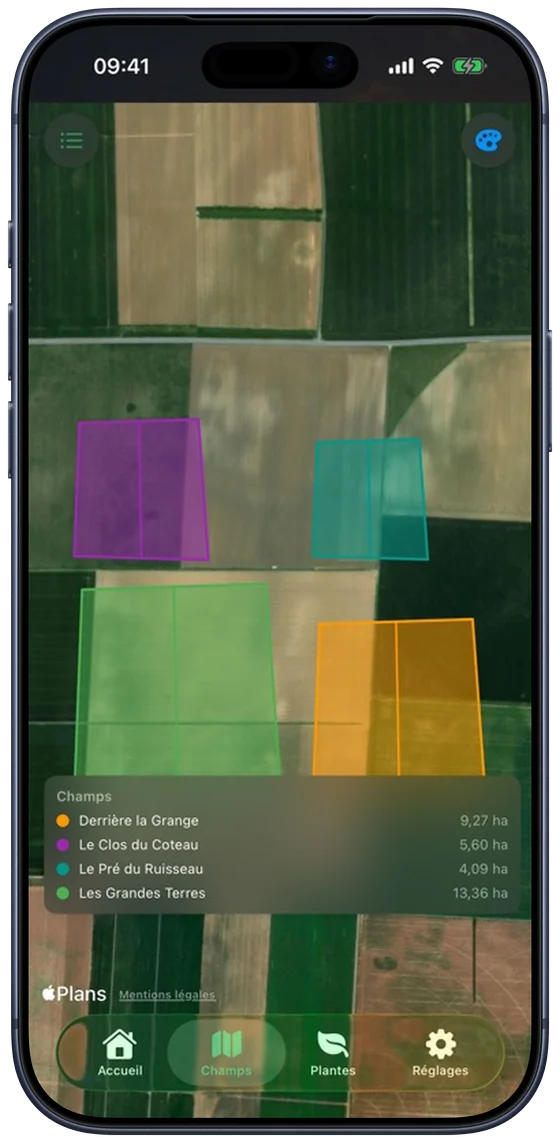 09:41
Champs
Derrière la Grange 9,27 ha
Le Clos du Coteau 5,60 ha
Le Pré du Ruisseau 4,09 ha
Les Grandes Terres 13,36 ha
Plans Mentions légales
Accueil Champs Plantes Réglages